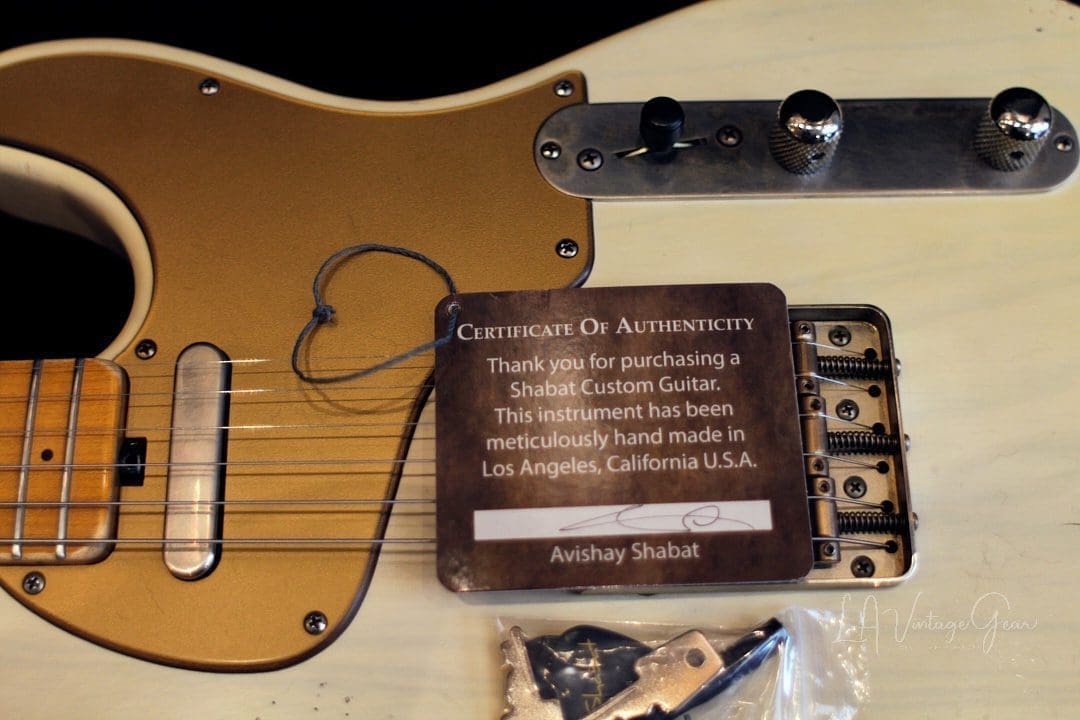 Certificate Of Authenticity
Thank you for purchasing a
Shabat Custom Guitar.
This instrument has been
meticulously hand made in
Los Angeles, California U.S.A.
Avishay Shabat
LA Vintage Gear